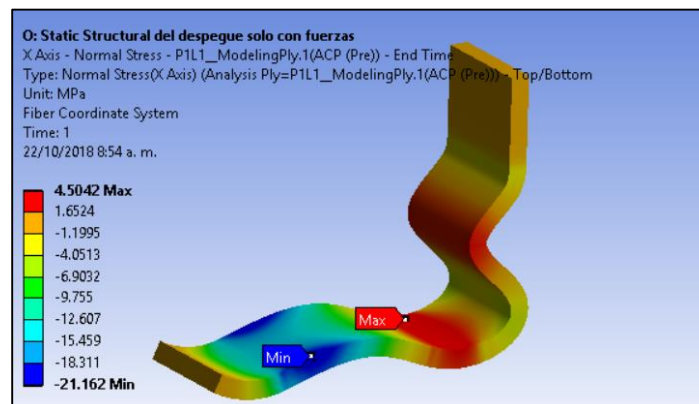 O: Static Structural del despegue solo con fuerzas
X Axis - Normal Stress - P1L1__ModelingPly.1(ACP (Pre)) - End Time
Type: Normal Stress(X Axis) (Analysis Ply=P1L1__ModelingPly.1(ACP (Pre))) - Top/Bottom
Unit: MPa
Fiber Coordinate System
Time: 1
22/10/2018 8:54 a. m.
4.5042 Max
1.6524
-1.1995
-4.0513
-6.9032
-9.755
-12.607
-15.459
-18.311
-21.162 Min
Max
Min